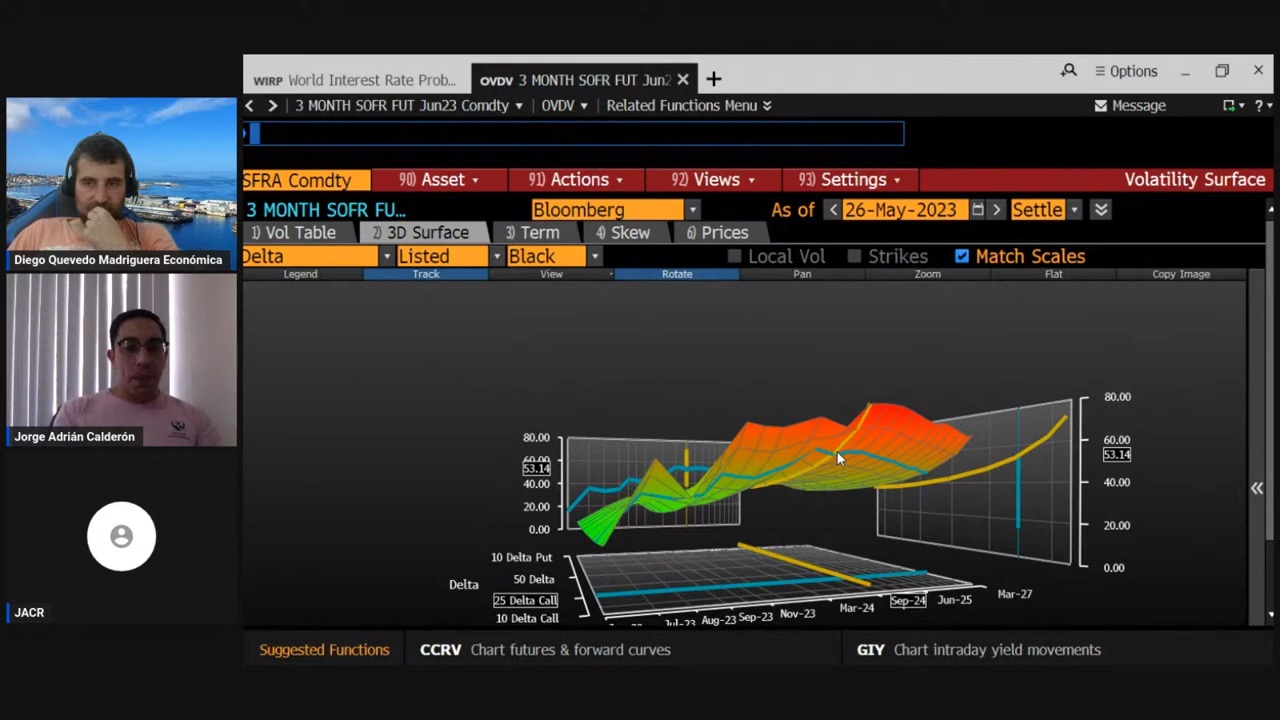 WIRP World Interest Rate Prob...
OVDV 3 MONTH SOFR FUT Jun2
Options
3 MONTH SOFR FUT Jun23 Comdty
OVDV
Related Functions Menu
Message
?
SFRA Comdty
90) Asset
91) Actions
92) Views
93) Settings
Volatility Surface
3 MONTH SOFR FU...
Bloomberg
As of
26-May-2023
Settle
1) Vol Table
2) 3D Surface
3) Term
4) Skew
6) Prices
Delta
Listed
Black
Local Vol
Strikes
Match Scales
Legend
Track
View
Rotate
Pan
Zoom
Flat
Copy Image
80.00
60.00
53.14
40.00
20.00
0.00
80.00
60.00
53.14
40.00
20.00
0.00
Delta
10 Delta Put
50 Delta
25 Delta Call
10 Delta Call
Jul-23
Aug-23
Sep-23
Nov-23
Mar-24
Sep-24
Jun-25
Mar-27
Suggested Functions
CCRV Chart futures & forward curves
GIY Chart intraday yield movements
Diego Quevedo Madriguera Económica
Jorge Adrián Calderón
JACR